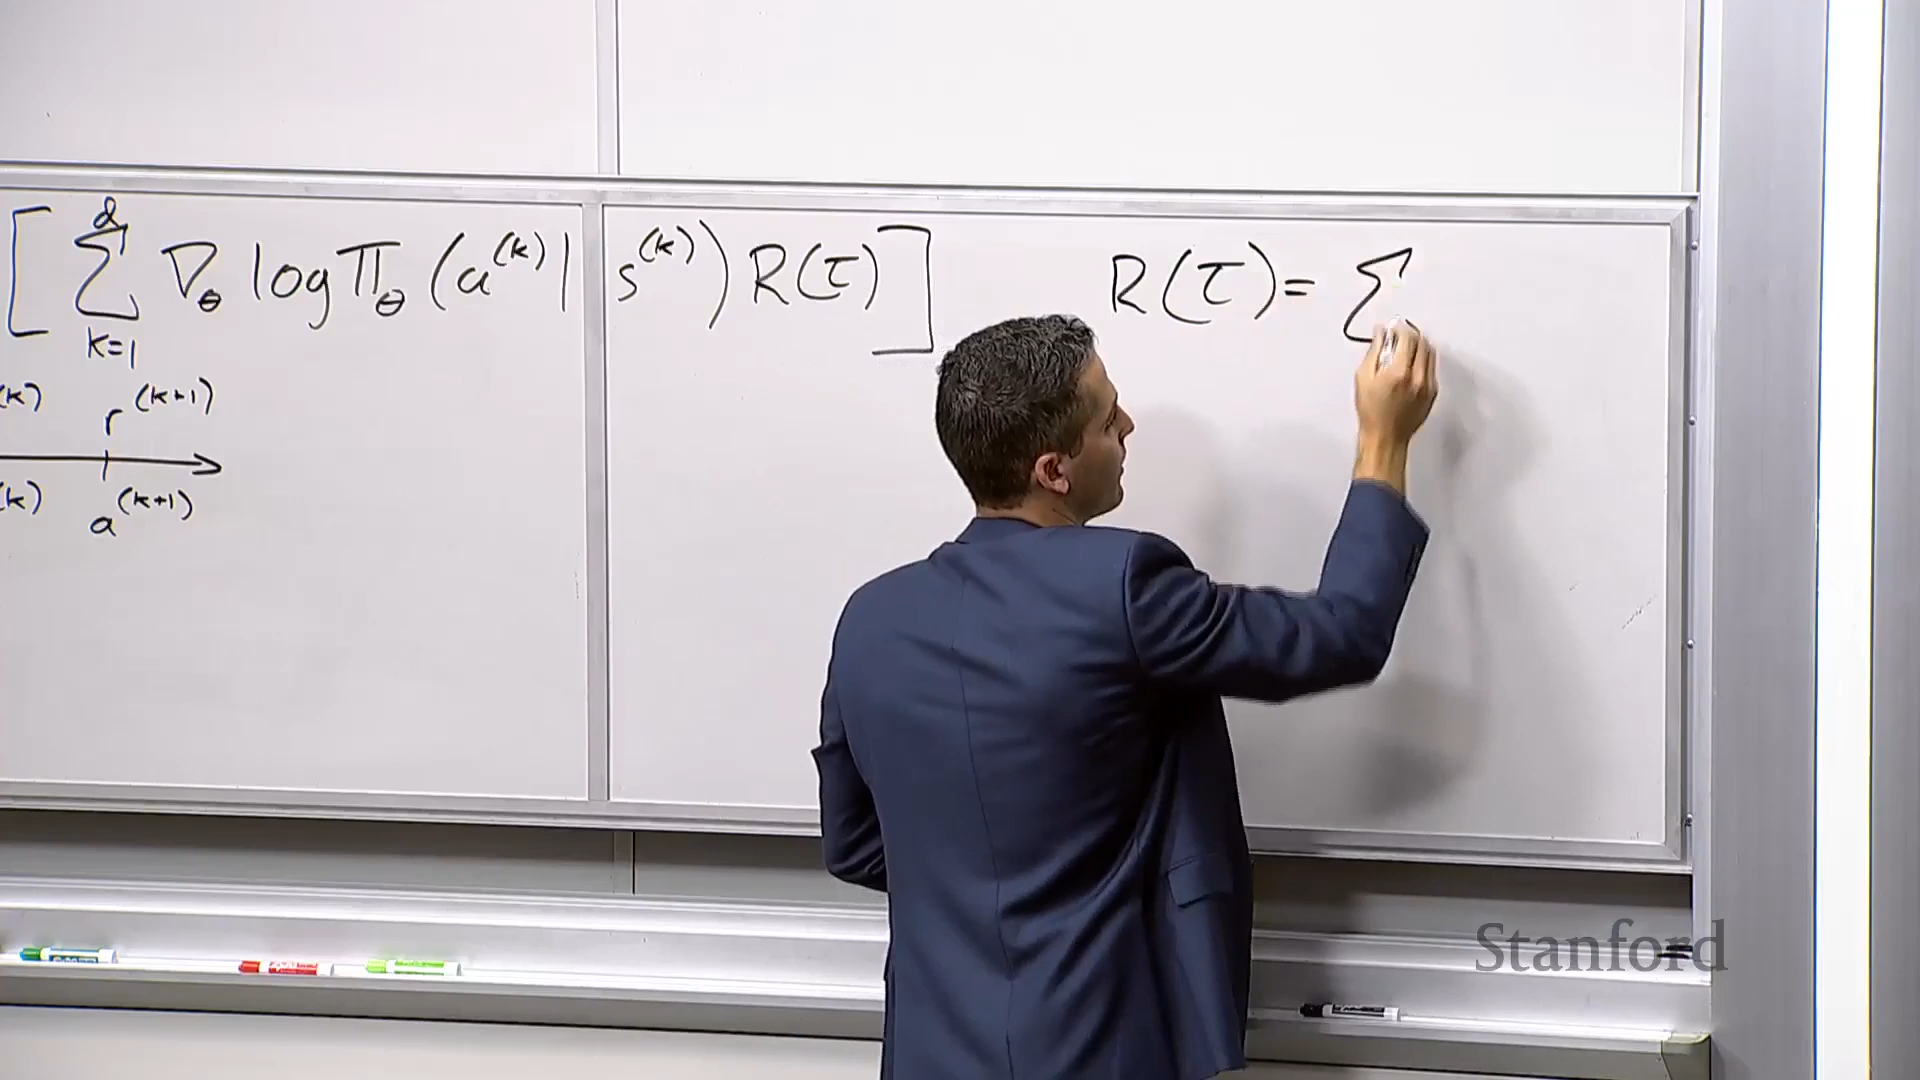 [ d∑k=1 ∇θ log Πθ (a^(k) | s^(k)) R(τ) ] R(τ) = ∑
(k) r^(k+1)
(k) a^(k+1)
Stanford